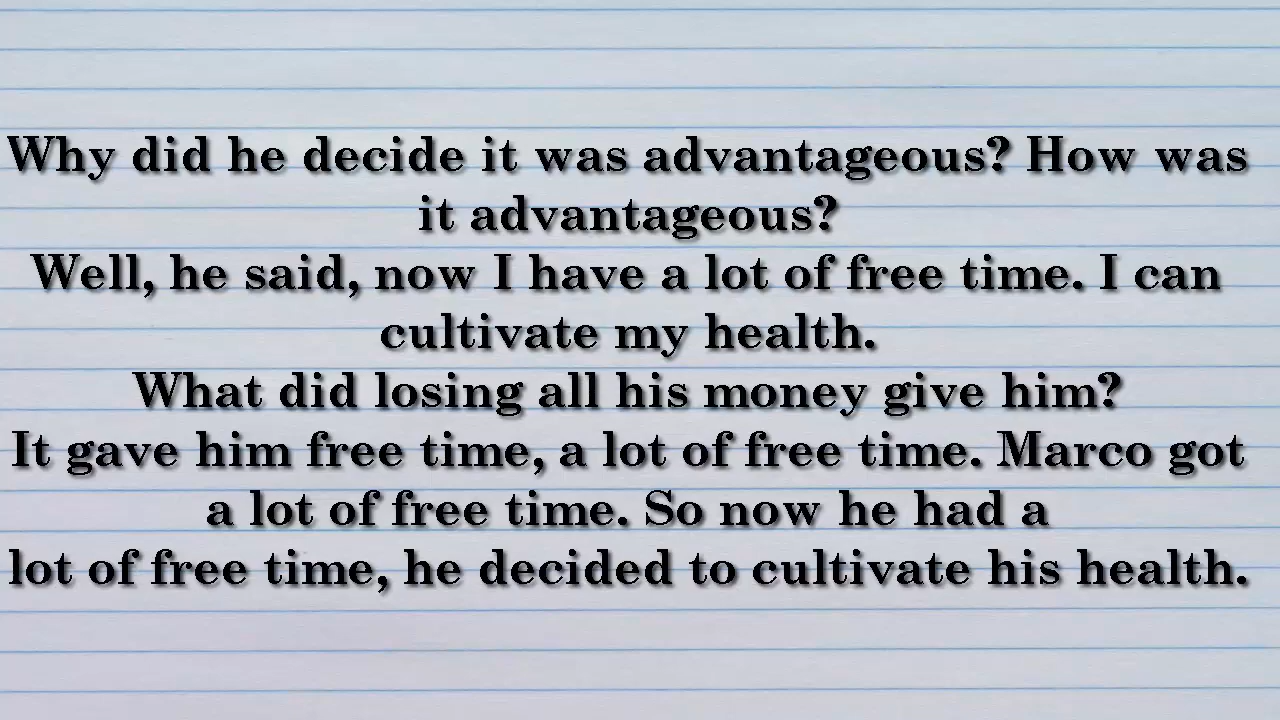 Why did he decide it was advantageous? How was
it advantageous?
Well, he said, now I have a lot of free time. I can
cultivate my health.
What did losing all his money give him?
It gave him free time, a lot of free time. Marco got
a lot of free time. So now he had a
lot of free time, he decided to cultivate his health.